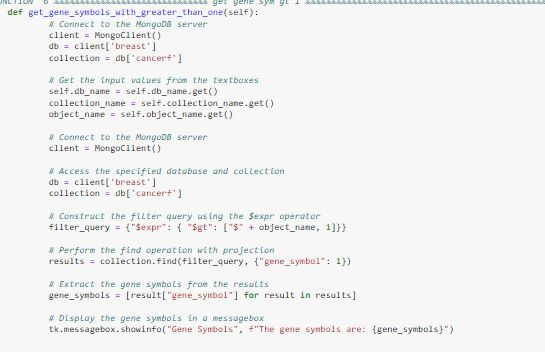 6 %%%%%%%%%%%%%%%%%%%%%%%%%%%%%% get gene sym gt 1 %%%%%%%%%%%%%%%%%%%%%%%%%%%%%%%%%%%%%%%%%%%%%%%
def get_gene_symbols_with_greater_than_one(self):
# Connect to the MongoDB server
client = MongoClient()
db = client['breast']
collection = db['cancerf']
# Get the input values from the textboxes
self.db_name = self.db_name.get()
collection_name = self.collection_name.get()
object_name = self.object_name.get()
# Connect to the MongoDB server
client = MongoClient()
# Access the specified database and collection
db = client['breast']
collection = db['cancerf']
# Construct the filter query using the $expr operator
filter_query = {"$expr": { "$gt": ["$" + object_name, 1]}}
# Perform the find operation with projection
results = collection.find(filter_query, {"gene_symbol": 1})
# Extract the gene symbols from the results
gene_symbols = [result["gene_symbol"] for result in results]
# Display the gene symbols in a messagebox
tk.messagebox.showinfo("Gene Symbols", f"The gene symbols are: {gene_symbols}")